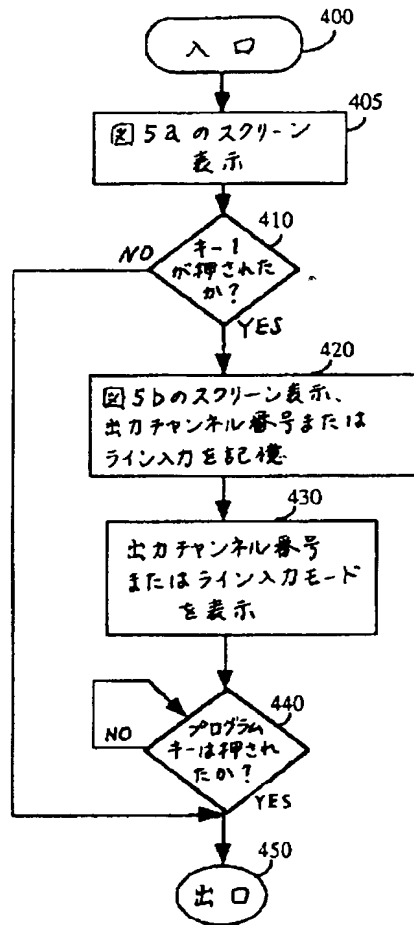 400
入口
405
図5aのスクリーン
表示
410
キー1
が押された
か?
NO
YES
420
図5bのスクリーン表示、
出力チャンネル番号または
ライン入力を記憶
430
出力チャンネル番号
またはライン入力モード
を表示
440
プログラム
キーは押され
たか?
NO
YES
450
出口